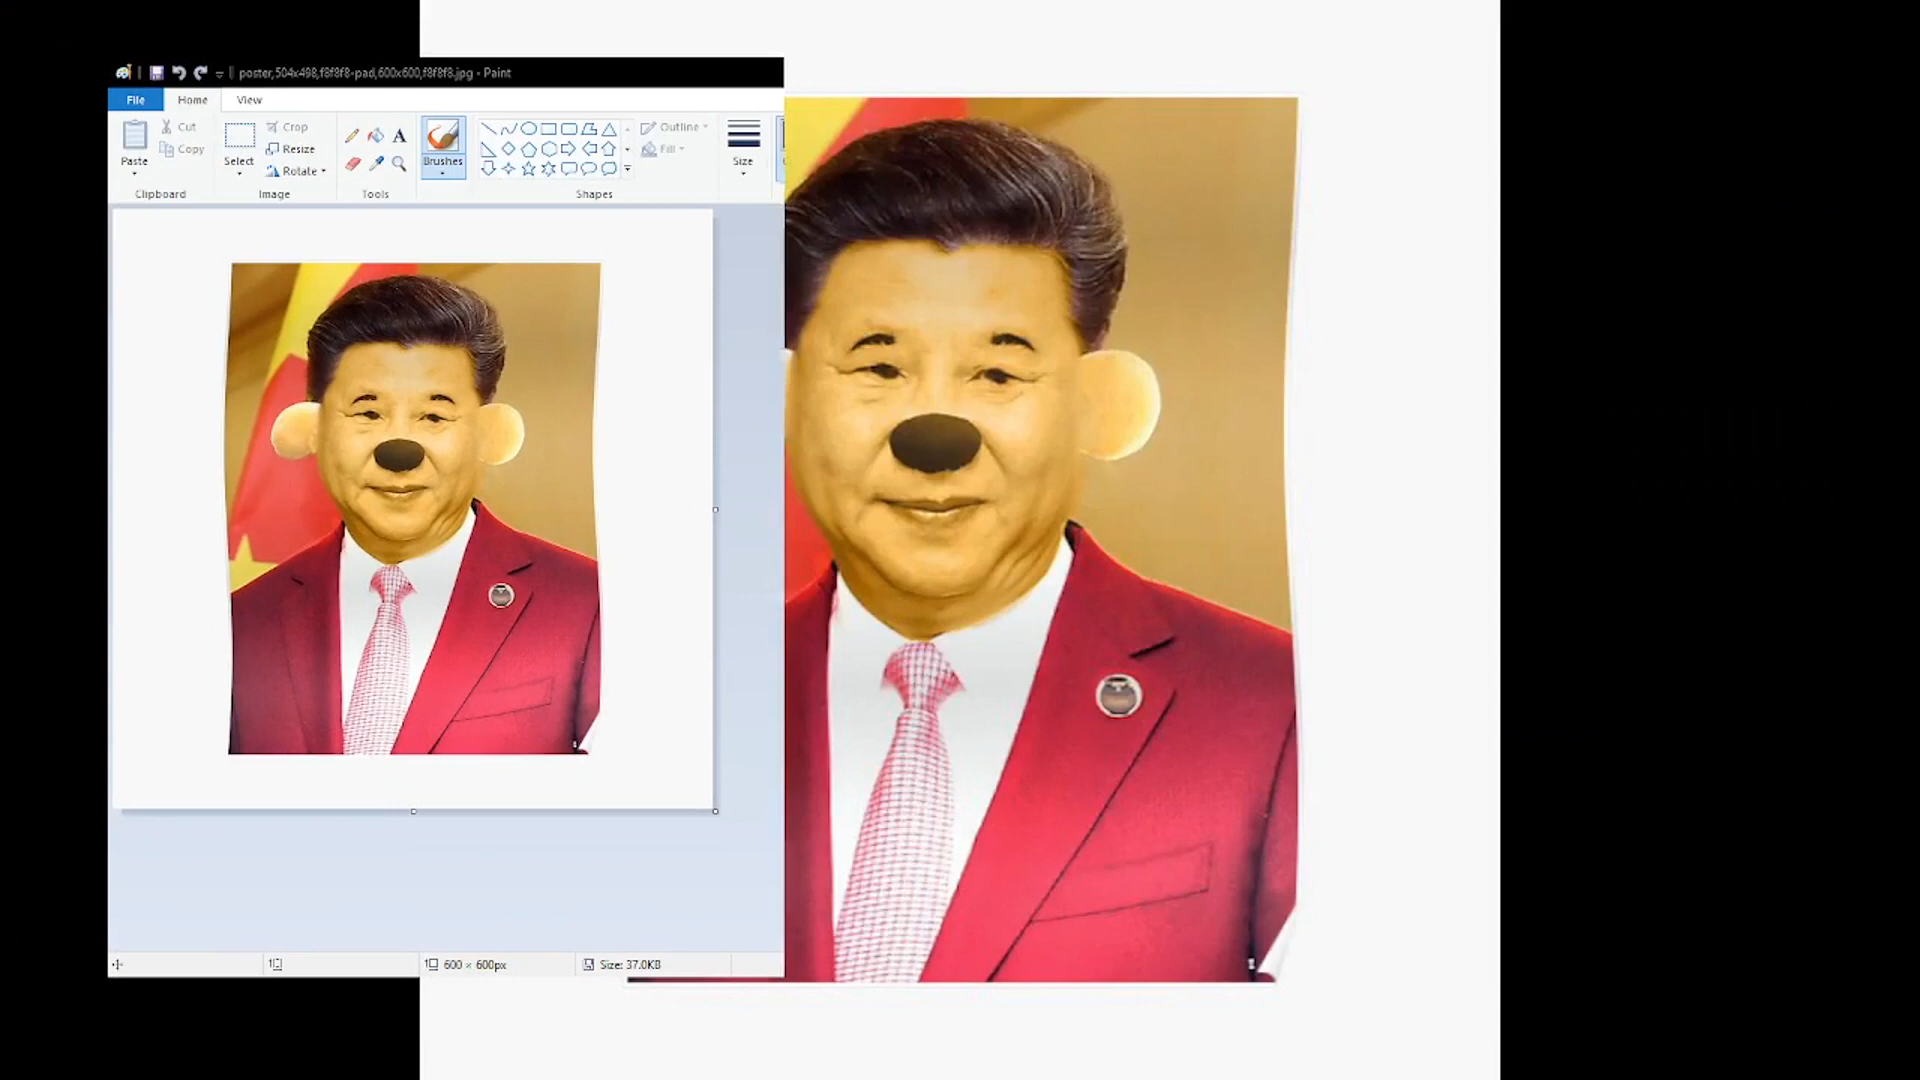 poster,504x498,f8f8f8-pad,600x600,f8f8f8.jpg - Paint
File Home View
Paste
Cut
Copy
Clipboard
Select
Crop
Resize
Rotate
Image
A
Tools
Brushes
Shapes
Outline
Fill
Size
600 × 600px
Size: 37.0KB